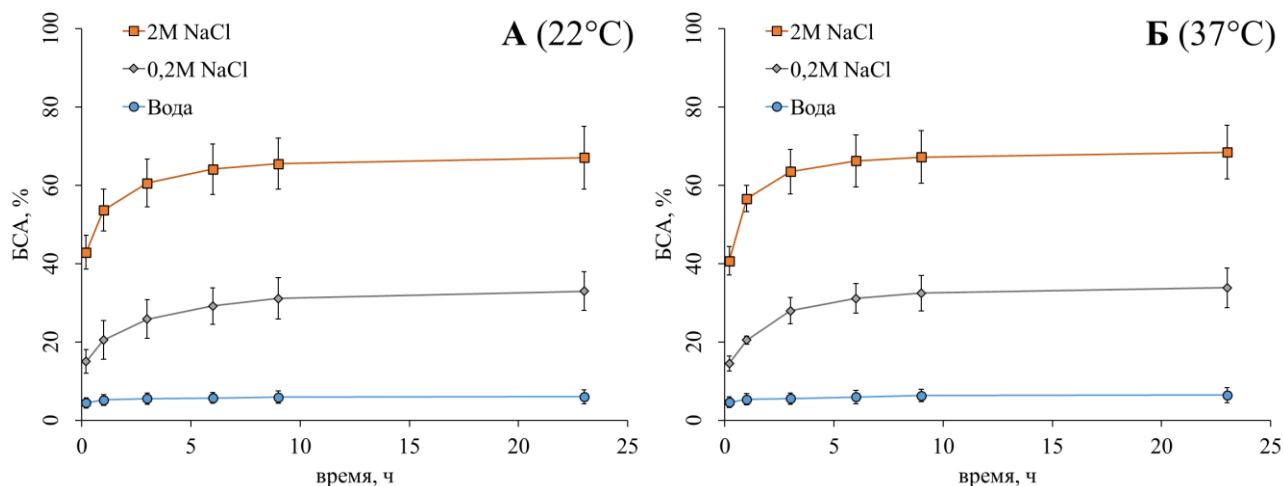 А (22°C)
2M NaCl
0,2M NaCl
Вода
БСА, %
100
80
60
40
20
0
0 5 10 15 20 25
время, ч
Б (37°C)
2M NaCl
0,2M NaCl
Вода
БСА, %
100
80
60
40
20
0
0 5 10 15 20 25
время, ч